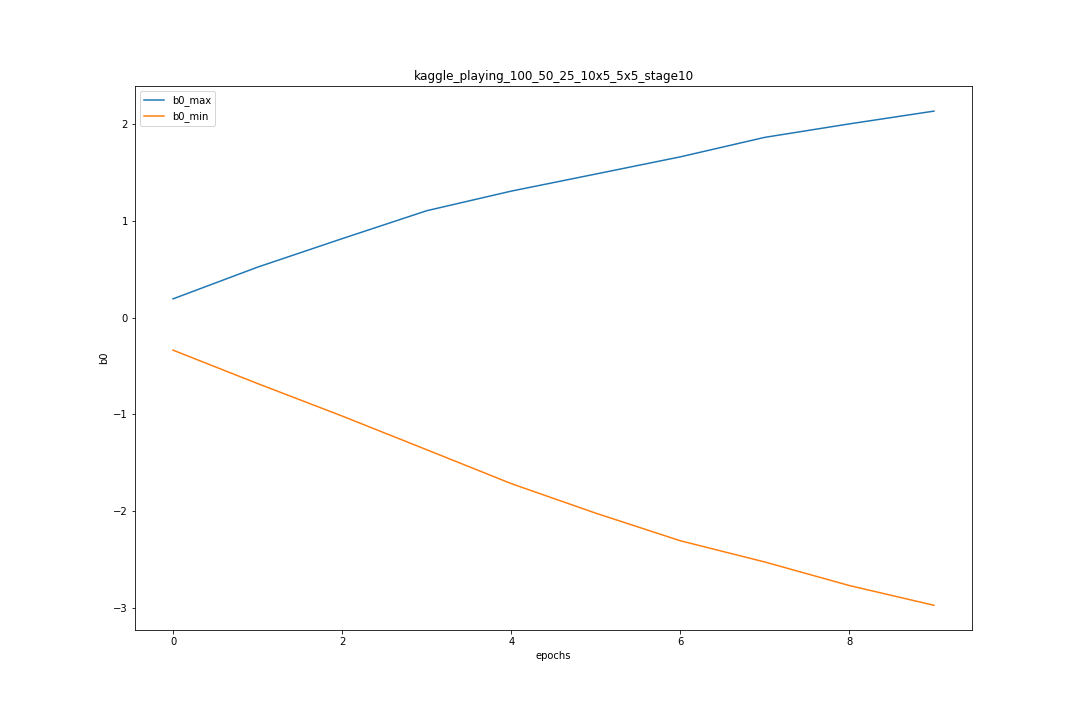 kaggle_playing_100_50_25_10x5_5x5_stage10
b0_max
b0_min
2
1
0
−1
−2
−3
b0
0 2 4 6 8
epochs